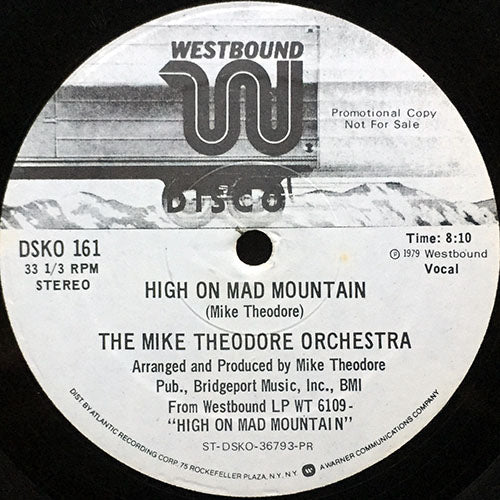 WESTBOUND
W
DISCO
Promotional Copy
Not For Sale
DSKO 161
33 1/3 RPM
STEREO
Time: 8:10
℗ 1979 Westbound
Vocal
HIGH ON MAD MOUNTAIN
(Mike Theodore)
THE MIKE THEODORE ORCHESTRA
Arranged and Produced by Mike Theodore
Pub., Bridgeport Music, Inc., BMI
From Westbound LP WT 6109-
"HIGH ON MAD MOUNTAIN"
ST-DSKO-36793-PR
DIST BY ATLANTIC RECORDING CORP. 75 ROCKEFELLER PLAZA, N.Y. N.Y. W A WARNER COMMUNICATIONS COMPANY